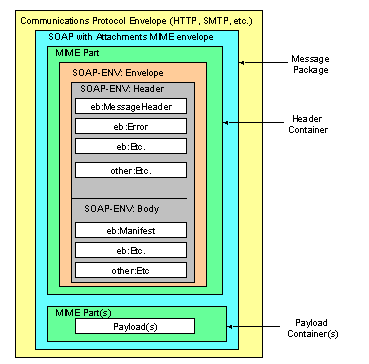 Communications Protocol Envelope (HTTP, SMTP, etc.)
SOAP with Attachments MIME envelope
MIME Part
SOAP-ENV: Envelope
SOAP-ENV: Header
eb:MessageHeader
eb:Error
eb:Etc.
other:Etc.
SOAP-ENV: Body
eb:Manifest
eb:Etc.
other:Etc
MIME Part(s)
Payload(s)
Message
Package
Header
Container
Payload
Container(s)